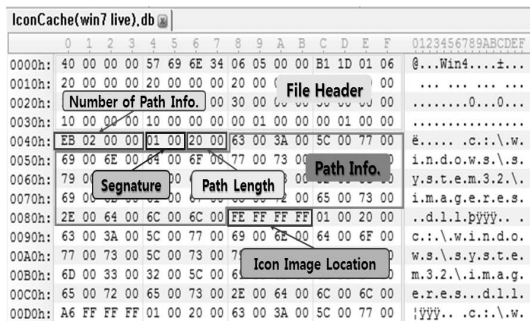 IconCache(win7 live).db
0 1 2 3 4 5 6 7 8 9 A B C D E F 0123456789ABCDEF
0000h: 40 00 00 00 57 69 6E 34 06 05 00 00 B1 1D 01 06 @...Win4....±...
0010h: 20 00 00 00 20 00 00 00 20 00 00 ... ... ...
File Header
0020h: 30 00 00 ........0...0...
Number of Path Info.
0030h: 10 00 10 00 00 00 00 01 00 00 00 01 00 00 ................
0040h: EB 02 00 00 01 00 20 00 63 00 3A 00 5C 00 77 00 ë..... .c.:.\.w.
0050h: 69 00 6E 00 64 00 6F 00 77 00 73 00 i.n.d.o.w.s.\.s.
Path Info.
0060h: 79 00 y.s.t.e.m.3.2.\.
Segnature
Path Length
0070h: 69 00 72 00 65 00 73 00 i.m.a.g.e.r.e.s.
0080h: 2E 00 64 00 6C 00 6C 00 FE FF FF FF 01 00 20 00 ..d.l.l.þÿÿÿ.. .
0090h: 63 00 3A 00 5C 00 77 00 69 00 6E 00 64 00 6F 00 c.:.\.w.i.n.d.o.
00A0h: 77 00 73 00 5C 00 73 00 w.s.\.s.y.s.t.e.
Icon Image Location
00B0h: 6D 00 33 00 32 00 5C 00 m.3.2.\.i.m.a.g.
00C0h: 65 00 72 00 65 00 73 00 2E 00 64 00 6C 00 6C 00 e.r.e.s...d.l.l.
00D0h: A6 FF FF FF 01 00 20 00 63 00 3A 00 5C 00 77 00 ¦ÿÿÿ.. .c.:.\.w.